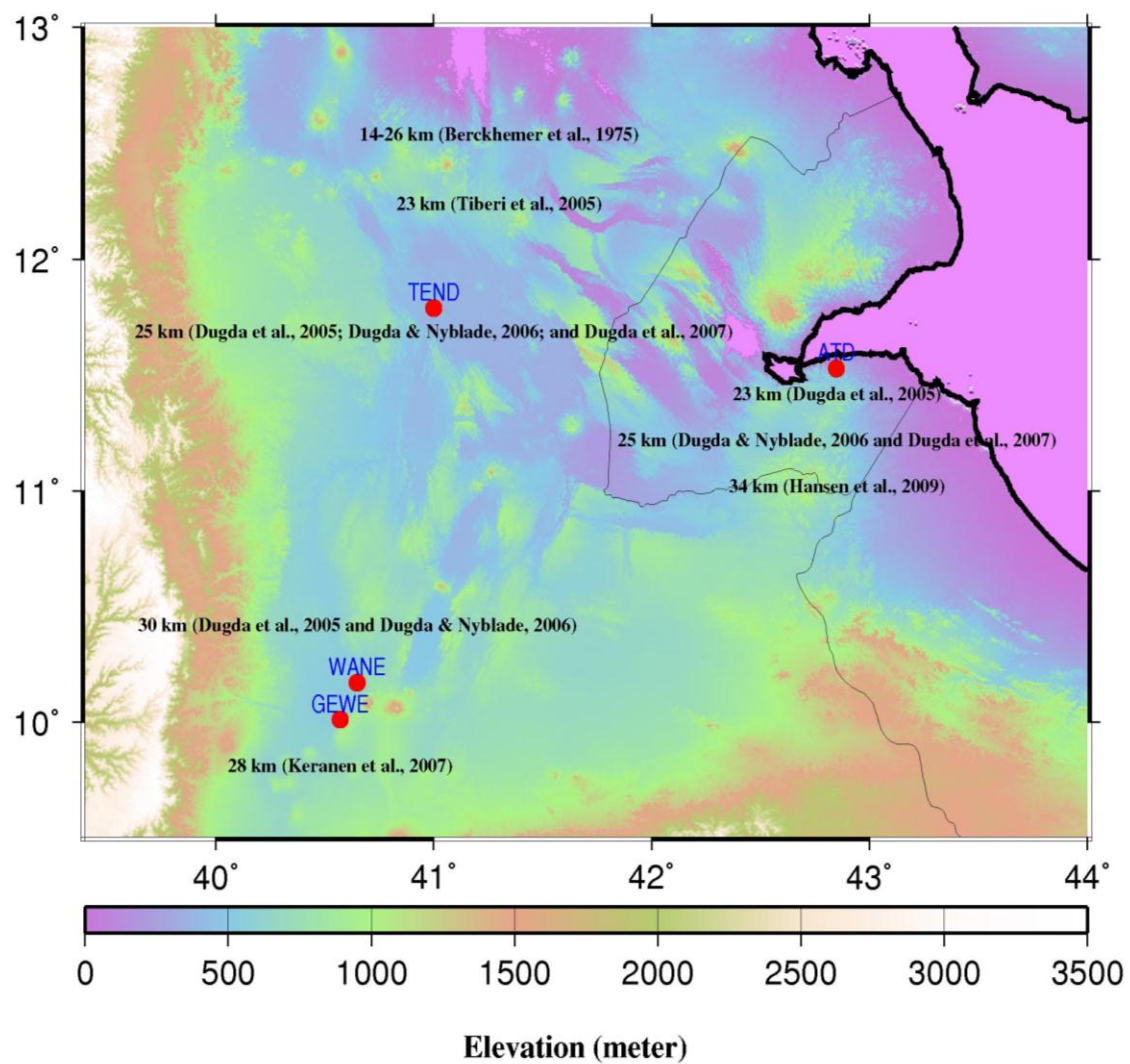 13°
14-26 km (Berckhemer et al., 1975)
23 km (Tiberi et al., 2005)
12°
TEND
25 km (Dugda et al., 2005; Dugda & Nyblade, 2006; and Dugda et al., 2007)
ATD
23 km (Dugda et al., 2005)
25 km (Dugda & Nyblade, 2006 and Dugda et al., 2007)
11°
34 km (Hansen et al., 2009)
30 km (Dugda et al., 2005 and Dugda & Nyblade, 2006)
WANE
GEWE
10°
28 km (Keranen et al., 2007)
40° 41° 42° 43° 44°
0 500 1000 1500 2000 2500 3000 3500
Elevation (meter)